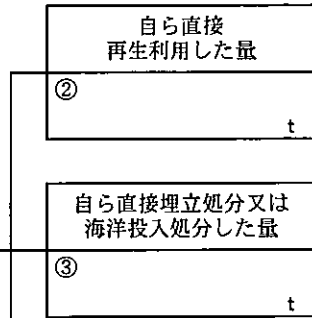 自ら直接
再生利用した量
②
t
自ら直接埋立処分又は
海洋投入処分した量
③
t